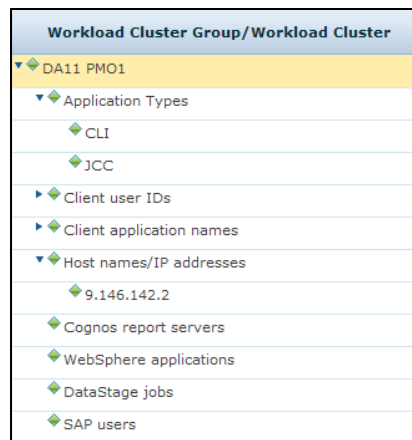 Workload Cluster Group/Workload Cluster
DA11 PMO1
Application Types
CLI
JCC
Client user IDs
Client application names
Host names/IP addresses
9.146.142.2
Cognos report servers
WebSphere applications
DataStage jobs
SAP users